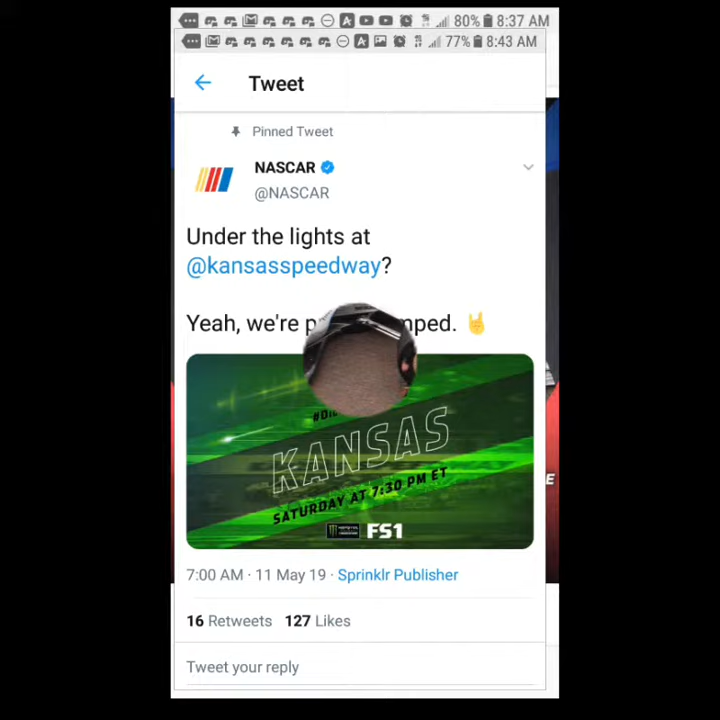 80% 8:37 AM
77% 8:43 AM
Tweet
Pinned Tweet
NASCAR
@NASCAR
Under the lights at
@kansasspeedway?
Yeah, we're mped. 🤘
KANSAS
SATURDAY AT 7:30 PM ET
FS1
7:00 AM · 11 May 19 · Sprinklr Publisher
16 Retweets 127 Likes
Tweet your reply
E